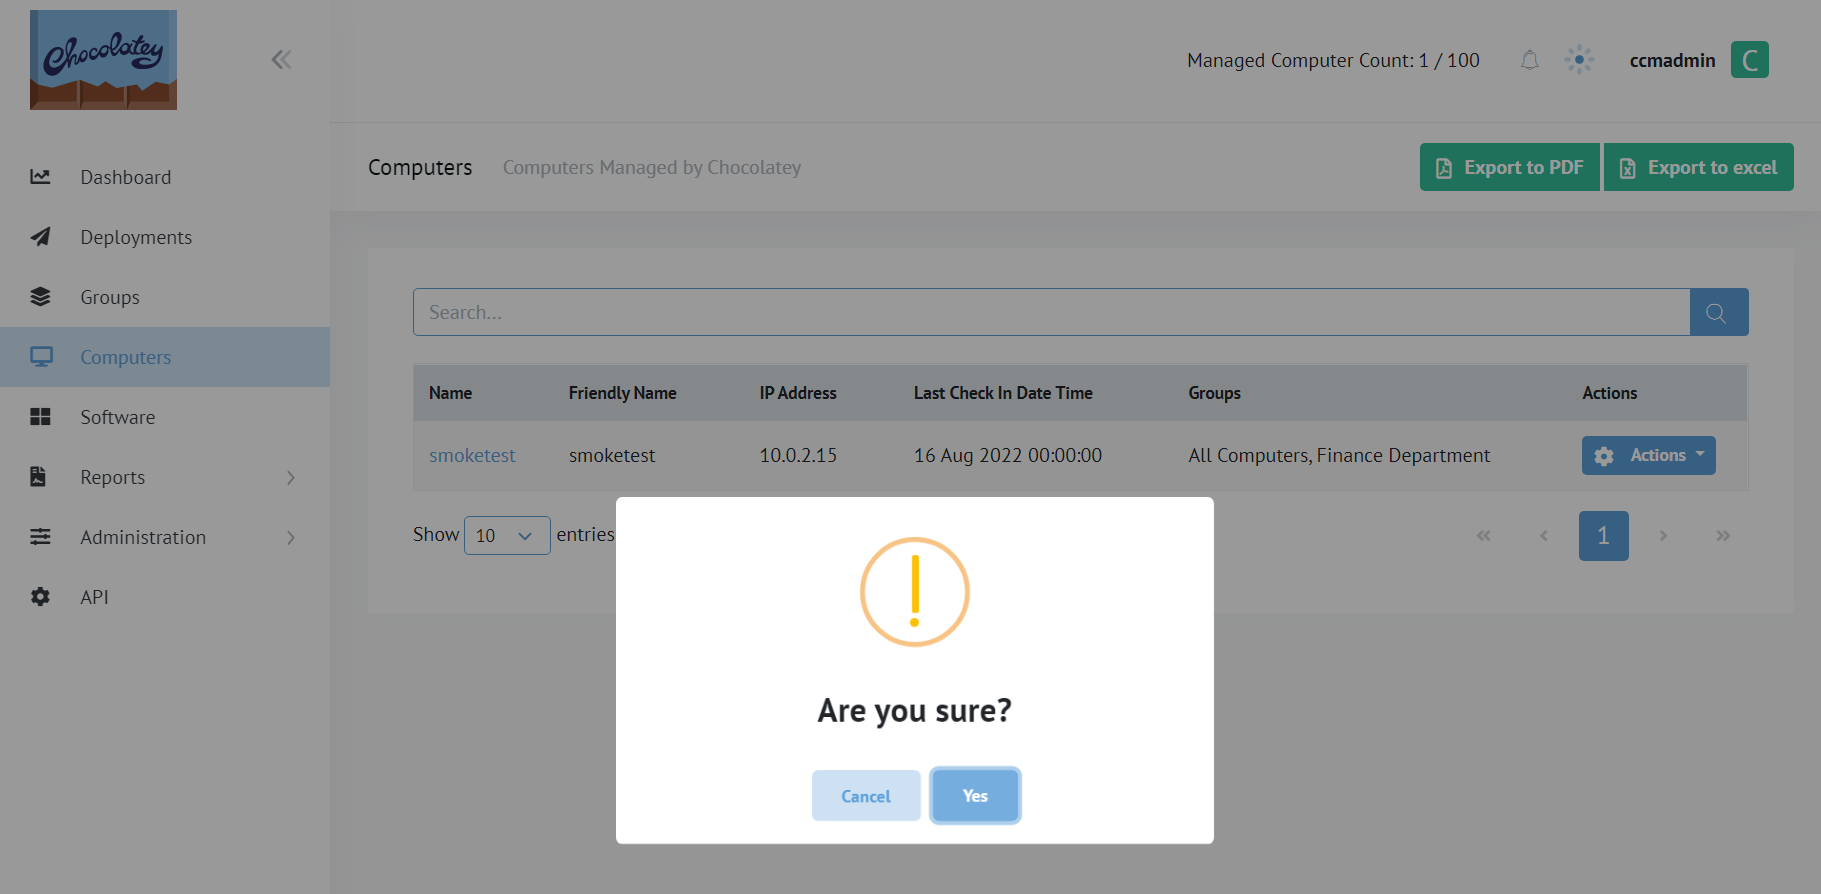 Chocolatey
Managed Computer Count: 1 / 100
ccmadmin
C
Dashboard
Deployments
Groups
Computers
Software
Reports
Administration
API
Computers
Computers Managed by Chocolatey
Export to PDF
Export to excel
Search...
Name Friendly Name IP Address Last Check In Date Time Groups Actions
smoketest smoketest 10.0.2.15 16 Aug 2022 00:00:00 All Computers, Finance Department Actions
Show 10 entries
« ‹ 1 › »
Are you sure?
Cancel
Yes